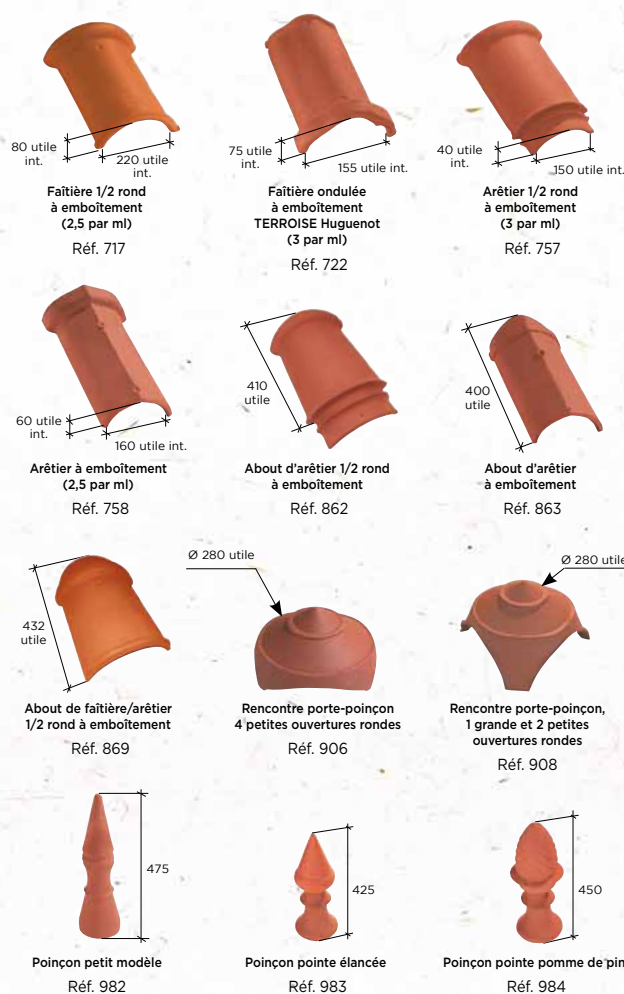 80 utile
int.
220 utile
int.
Faîtière 1/2 rond
à emboîtement
(2,5 par ml)
Réf. 717
75 utile
int.
155 utile int.
Faîtière ondulée
à emboîtement
TERROISE Huguenot
(3 par ml)
Réf. 722
40 utile
int.
150 utile int.
Arêtier 1/2 rond
à emboîtement
(3 par ml)
Réf. 757
60 utile
int.
160 utile int.
Arêtier à emboîtement
(2,5 par ml)
Réf. 758
410
utile
About d'arêtier 1/2 rond
à emboîtement
Réf. 862
400
utile
About d'arêtier
à emboîtement
Réf. 863
432
utile
About de faîtière/arêtier
1/2 rond à emboîtement
Réf. 869
Ø 280 utile
Rencontre porte-poinçon
4 petites ouvertures rondes
Réf. 906
Ø 280 utile
Rencontre porte-poinçon,
1 grande et 2 petites
ouvertures rondes
Réf. 908
475
Poinçon petit modèle
Réf. 982
425
Poinçon pointe élancée
Réf. 983
450
Poinçon pointe pomme de pin
Réf. 984